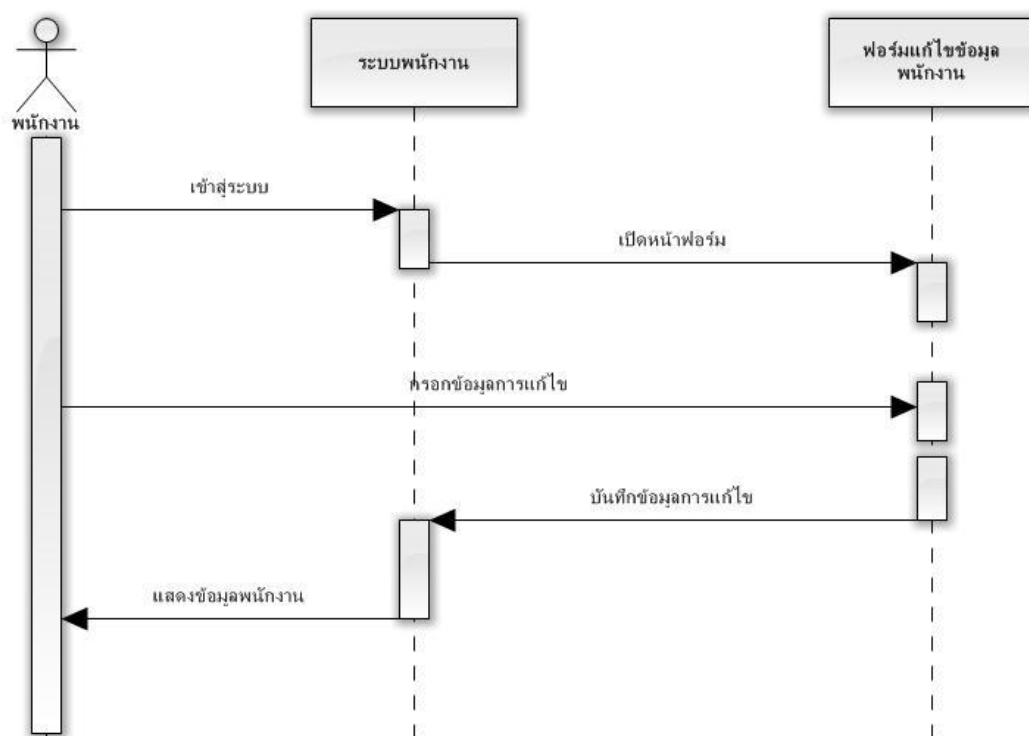 ระบบพนักงาน
ฟอร์มแก้ไขข้อมูล
พนักงาน
พนักงาน
เข้าสู่ระบบ
เปิดหน้าฟอร์ม
กรอกข้อมูลการแก้ไข
บันทึกข้อมูลการแก้ไข
แสดงข้อมูลพนักงาน